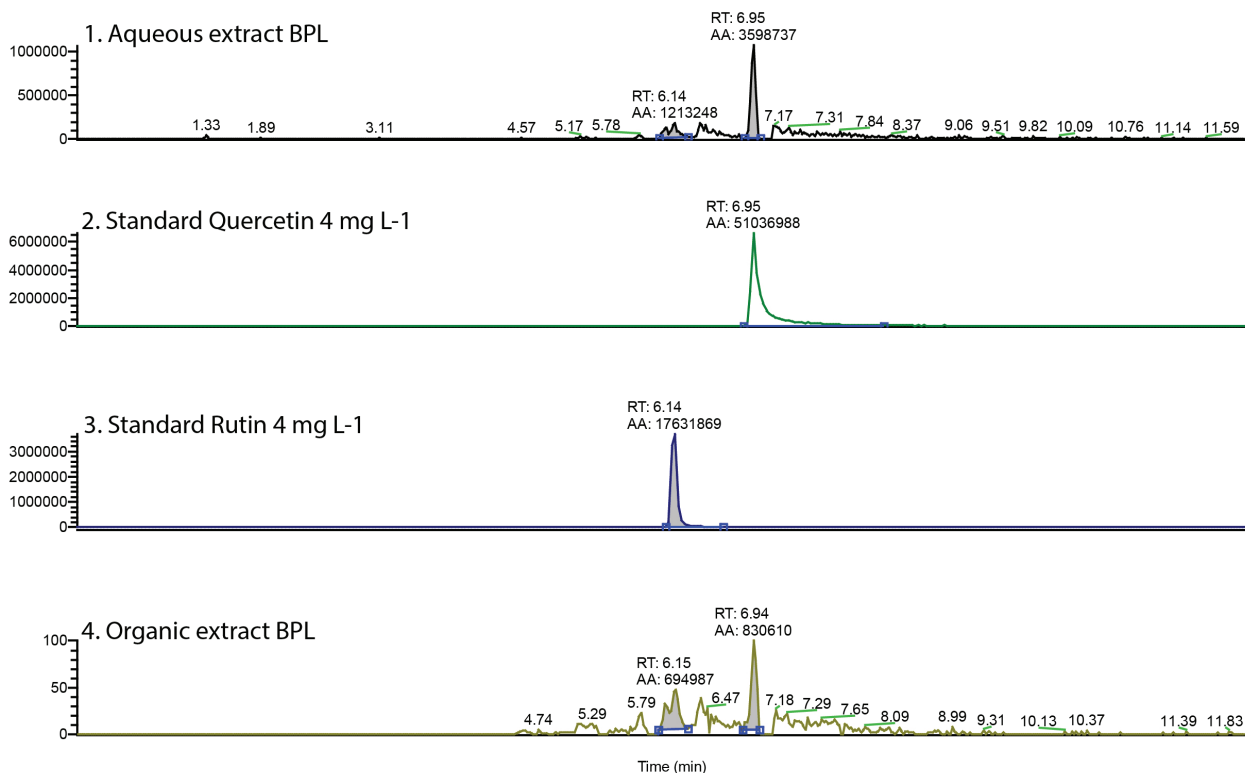 1. Aqueous extract BPL
RT: 6.95
AA: 3598737
RT: 6.14
AA: 1213248
1000000
500000
0
1.33
1.89
3.11
4.57
5.17
5.78
7.17
7.31
7.84
8.37
9.06
9.51
9.82
10.09
10.76
11.14
11.59
2. Standard Quercetin 4 mg L-1
RT: 6.95
AA: 51036988
6000000
4000000
2000000
0
3. Standard Rutin 4 mg L-1
RT: 6.14
AA: 17631869
3000000
2000000
1000000
0
4. Organic extract BPL
RT: 6.94
AA: 830610
RT: 6.15
AA: 694987
100
50
0
4.74
5.29
5.79
6.47
7.18
7.29
7.65
8.09
8.99
9.31
10.13
10.37
11.39
11.83
Time (min)